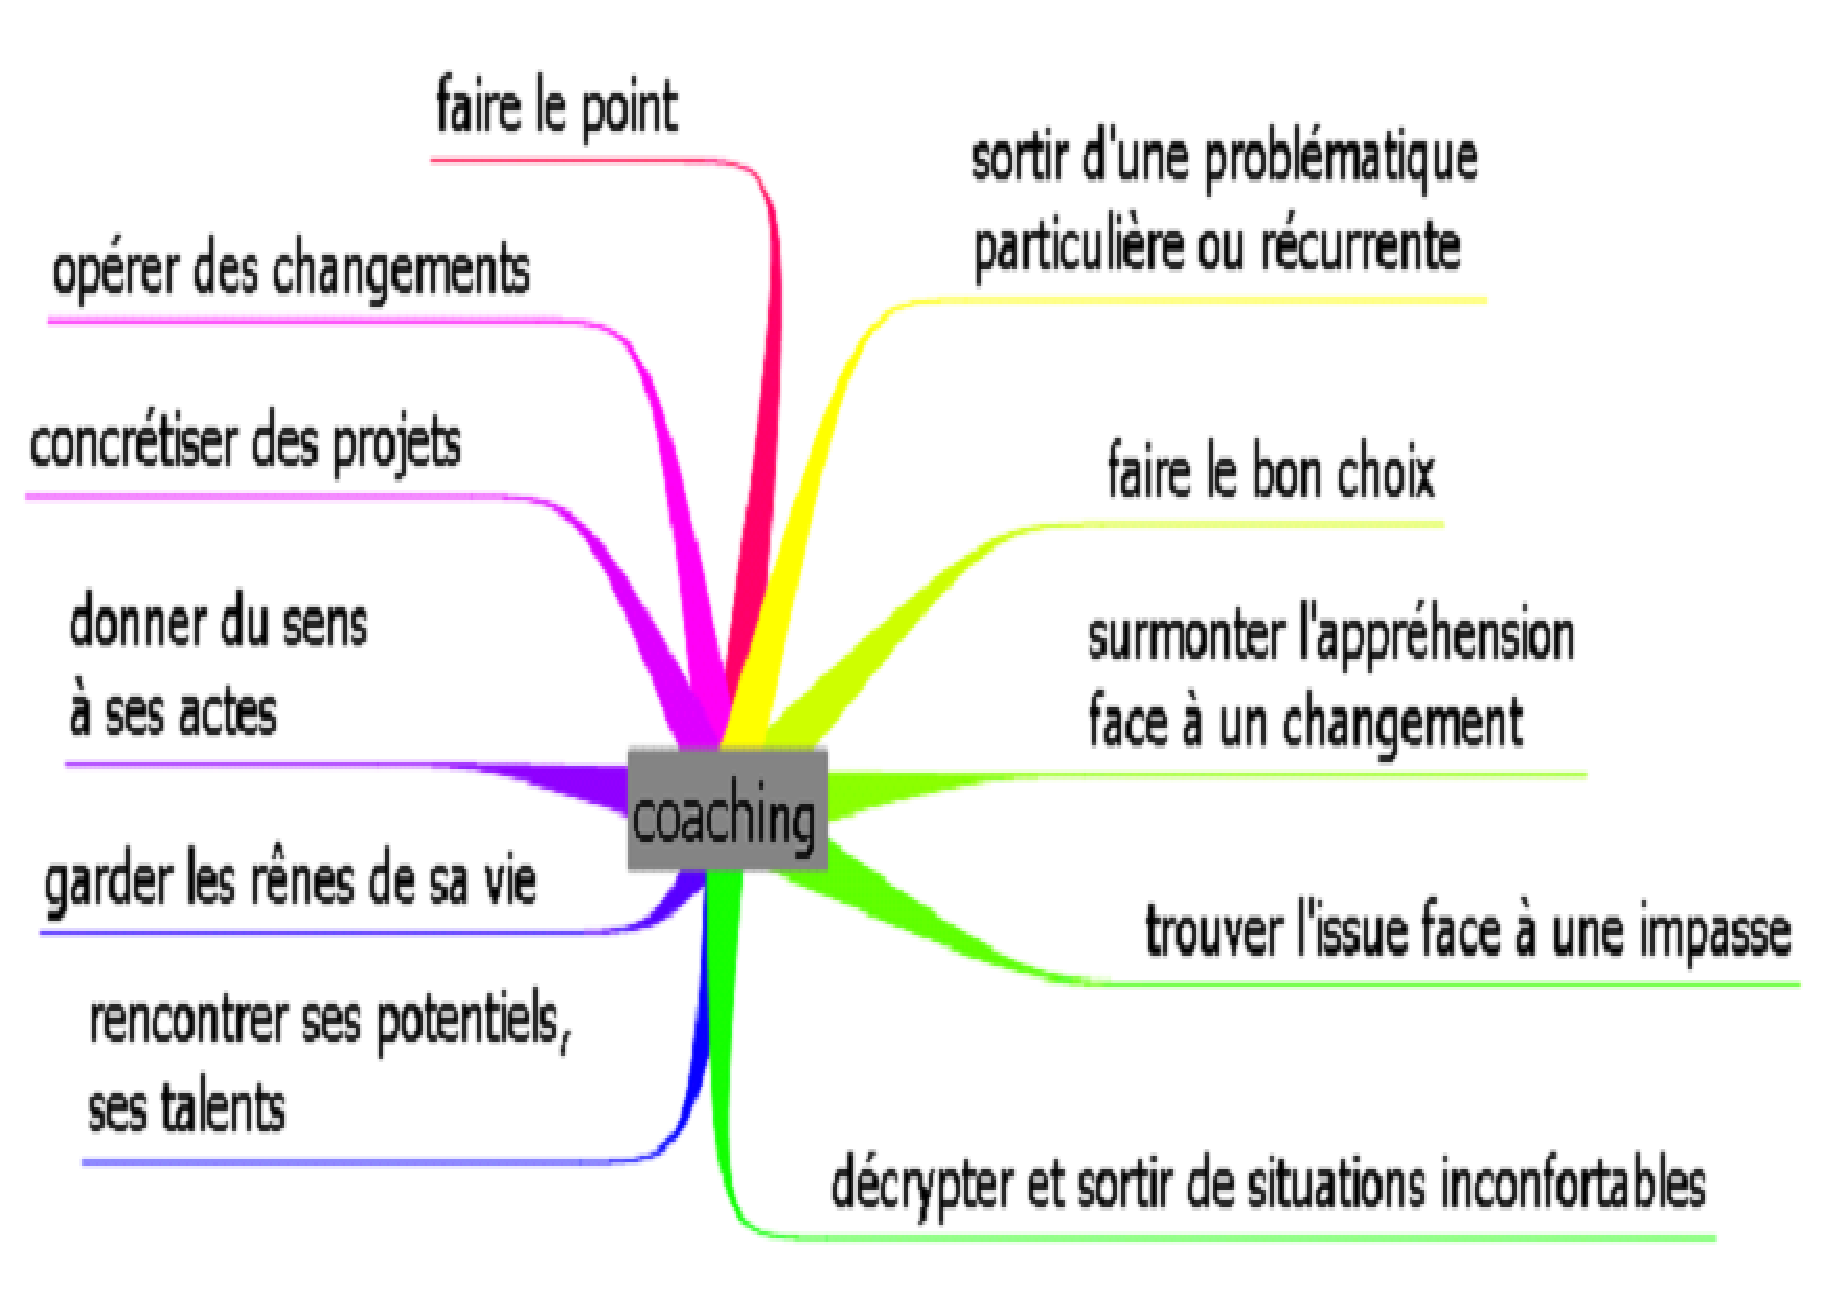 faire le point
sortir d'une problématique
particulière ou récurrente
opérer des changements
concrétiser des projets
faire le bon choix
donner du sens
à ses actes
surmonter l'appréhension
face à un changement
coaching
garder les rênes de sa vie
trouver l'issue face à une impasse
rencontrer ses potentiels,
ses talents
décrypter et sortir de situations inconfortables